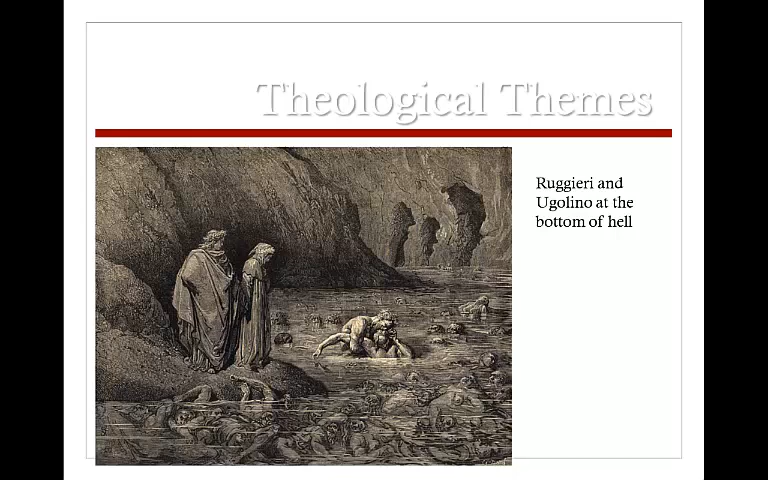 Theological Themes
Ruggieri and
Ugolino at the
bottom of hell